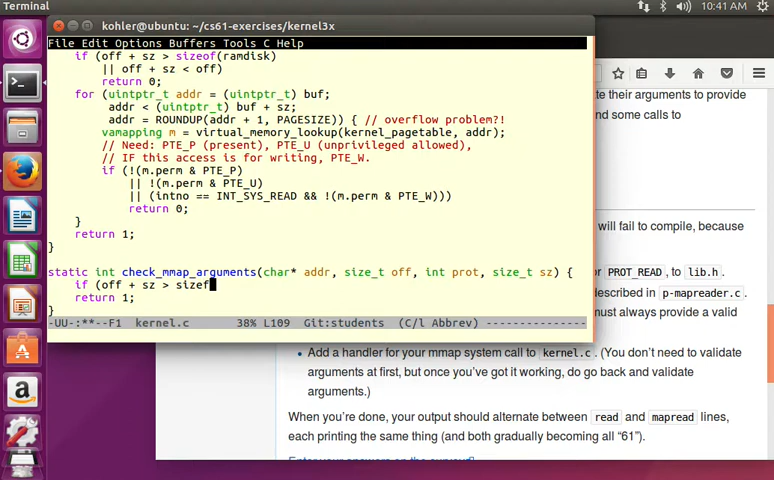 Terminal
10:41 AM
kohler@ubuntu: ~/cs61-exercises/kernel3x
File Edit Options Buffers Tools C Help
if (off + sz > sizeof(ramdisk)
|| off + sz < off)
return 0;
for (uintptr_t addr = (uintptr_t) buf;
addr < (uintptr_t) buf + sz;
addr = ROUNDUP(addr + 1, PAGESIZE)) { // overflow problem?!
vamapping m = virtual_memory_lookup(kernel_pagetable, addr);
// Need: PTE_P (present), PTE_U (unprivileged allowed),
// IF this access is for writing, PTE_W.
if (!(m.perm & PTE_P)
|| !(m.perm & PTE_U)
|| (intno == INT_SYS_READ && !(m.perm & PTE_W)))
return 0;
}
return 1;
}
static int check_mmap_arguments(char* addr, size_t off, int prot, size_t sz) {
if (off + sz > sizef
return 1;
}
-UU-:**--F1 kernel.c 38% L109 Git:students (C/l Abbrev) ---------------
te their arguments to provide
nd some calls to
will fail to compile, because
or PROT_READ, to lib.h.
described in p-mapreader.c.
must always provide a valid
• Add a handler for your mmap system call to kernel.c. (You don't need to validate
arguments at first, but once you've got it working, do go back and validate
arguments.)
When you're done, your output should alternate between read and mapread lines,
each printing the same thing (and both gradually becoming all "61").